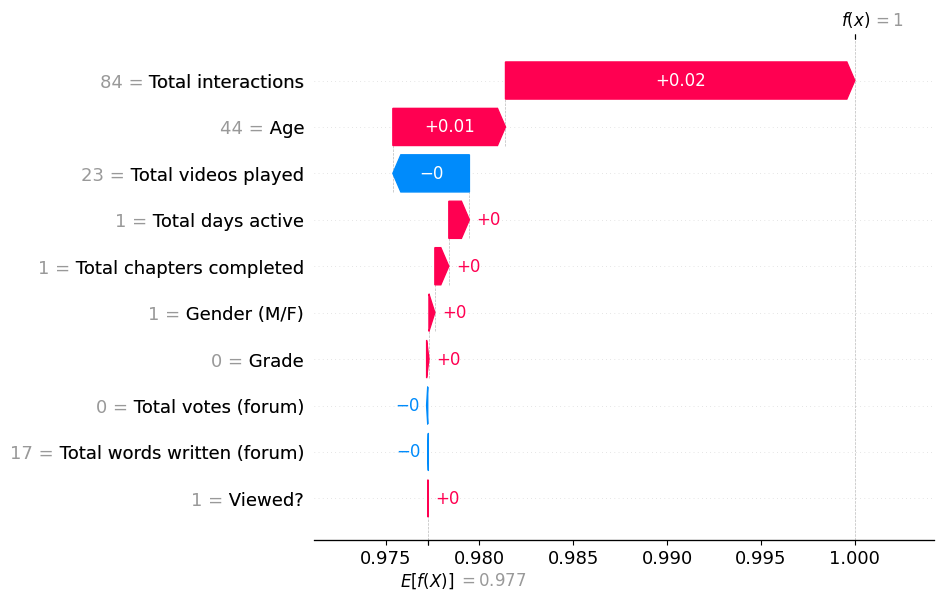 f(x) = 1
84 = Total interactions
+0.02
44 = Age
+0.01
23 = Total videos played
−0
1 = Total days active
+0
1 = Total chapters completed
+0
1 = Gender (M/F)
+0
0 = Grade
+0
0 = Total votes (forum)
−0
17 = Total words written (forum)
−0
1 = Viewed?
+0
0.975 0.980 0.985 0.990 0.995 1.000
E[f(X)] = 0.977